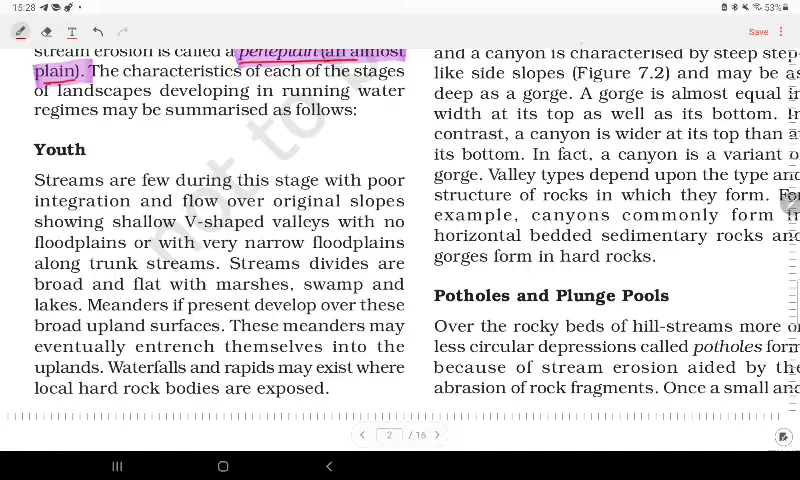 15:28
53%
T
Save
stream erosion is called a peneplain (an almost
plain). The characteristics of each of the stages
of landscapes developing in running water
regimes may be summarised as follows:
Youth
Streams are few during this stage with poor
integration and flow over original slopes
showing shallow V-shaped valleys with no
floodplains or with very narrow floodplains
along trunk streams. Streams divides are
broad and flat with marshes, swamp and
lakes. Meanders if present develop over these
broad upland surfaces. These meanders may
eventually entrench themselves into the
uplands. Waterfalls and rapids may exist where
local hard rock bodies are exposed.
and a canyon is characterised by steep step-
like side slopes (Figure 7.2) and may be as
deep as a gorge. A gorge is almost equal in
width at its top as well as its bottom. In
contrast, a canyon is wider at its top than a
its bottom. In fact, a canyon is a variant o
gorge. Valley types depend upon the type and
structure of rocks in which they form. For
example, canyons commonly form i
horizontal bedded sedimentary rocks and
gorges form in hard rocks.
Potholes and Plunge Pools
Over the rocky beds of hill-streams more o
less circular depressions called potholes form
because of stream erosion aided by the
abrasion of rock fragments. Once a small and
not to
2 / 16